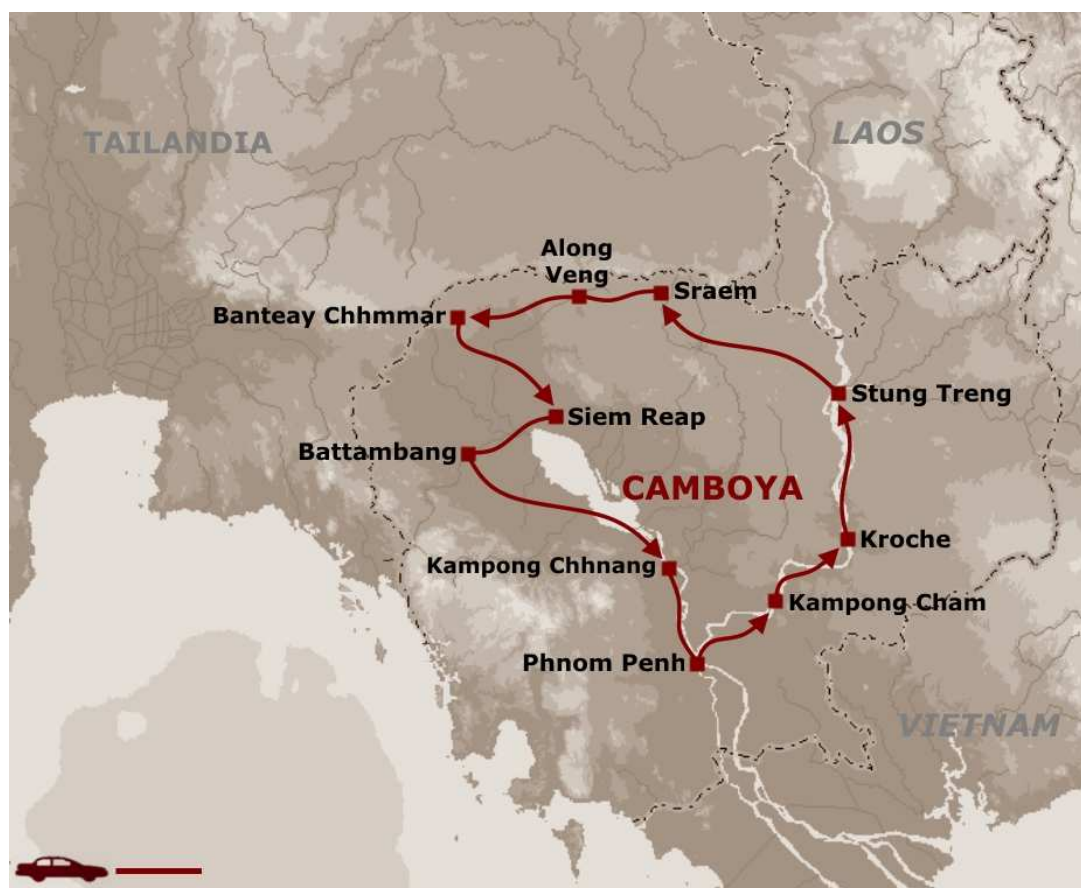 TAILANDIA
LAOS
Along
Veng
Sraem
Banteay Chhmmar
Stung Treng
Siem Reap
Battambang
CAMBOYA
Kroche
Kampong Chhnang
Kampong Cham
Phnom Penh
VIETNAM